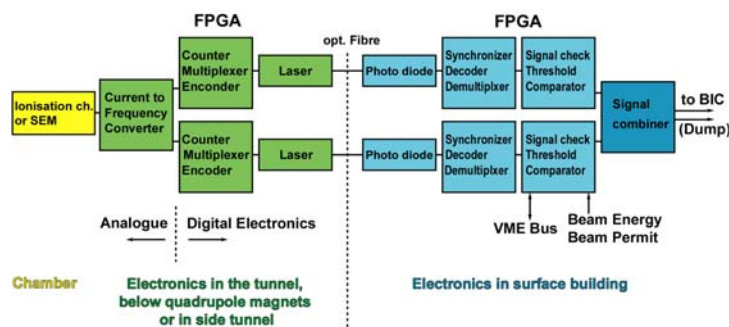 FPGA
FPGA
opt. Fibre
Counter
Multiplexer
Enconder
Laser
Photo diode
Synchronizer
Decoder
Demultiplxer
Signal check
Threshold
Comparator
Ionisation ch.
or SEM
Current to
Frequency
Converter
Signal
combiner
to BIC
(Dump)
Counter
Multiplexer
Encoder
Laser
Photo diode
Synchronizer
Decoder
Demultiplxer
Signal check
Threshold
Comparator
Analogue
Digital Electronics
VME Bus
Beam Energy
Beam Permit
Chamber
Electronics in the tunnel,
below quadrupole magnets
or in side tunnel
Electronics in surface building